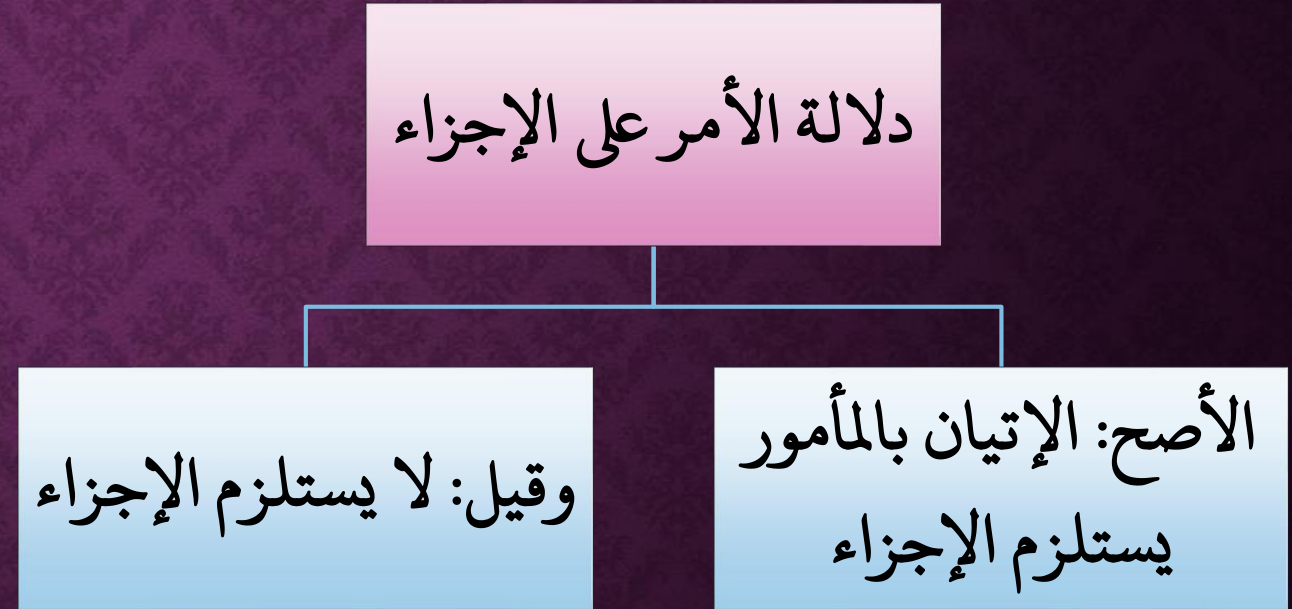 دلالة الأمر على الإجزاء
الأصح: الإتيان بالمأمور
يستلزم الإجزاء
وقيل: لا يستلزم الإجزاء